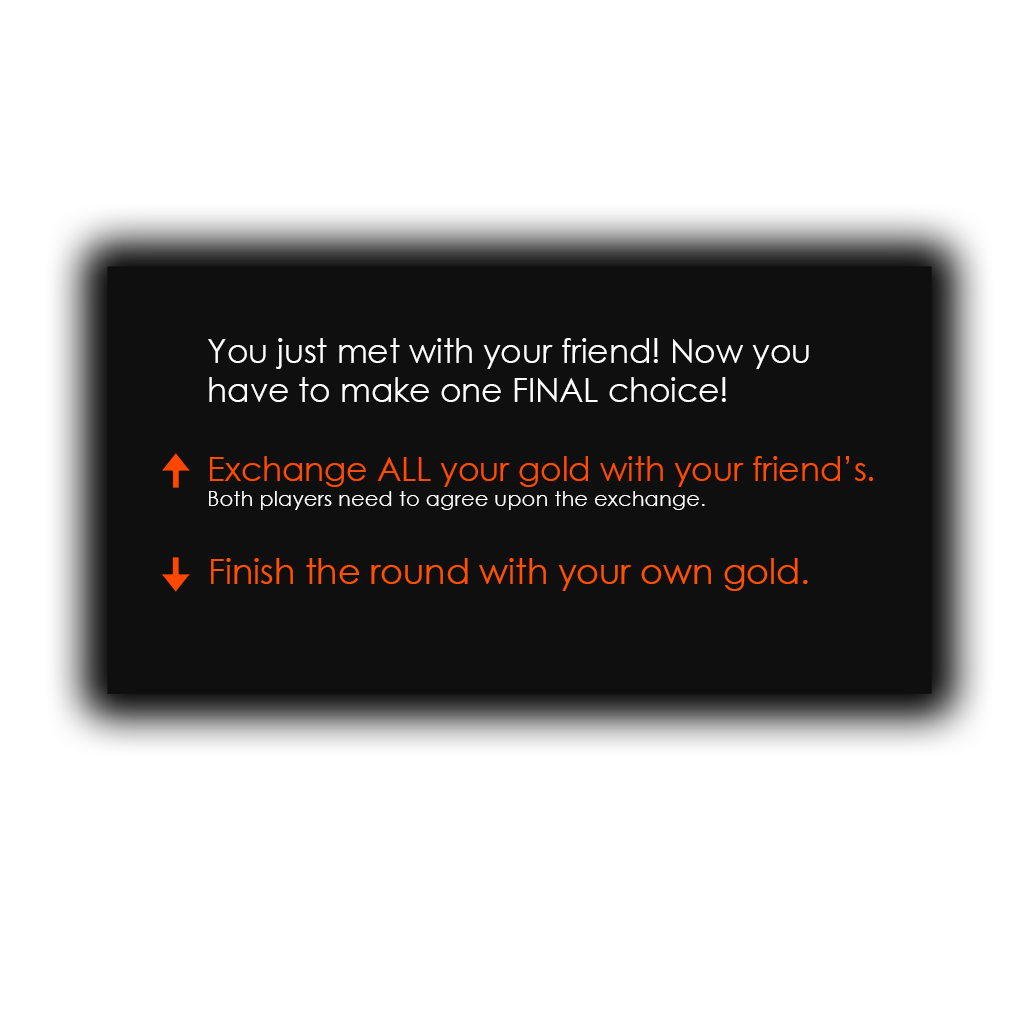 You just met with your friend! Now you
have to make one FINAL choice!
Exchange ALL your gold with your friend’s.
Both players need to agree upon the exchange.
Finish the round with your own gold.